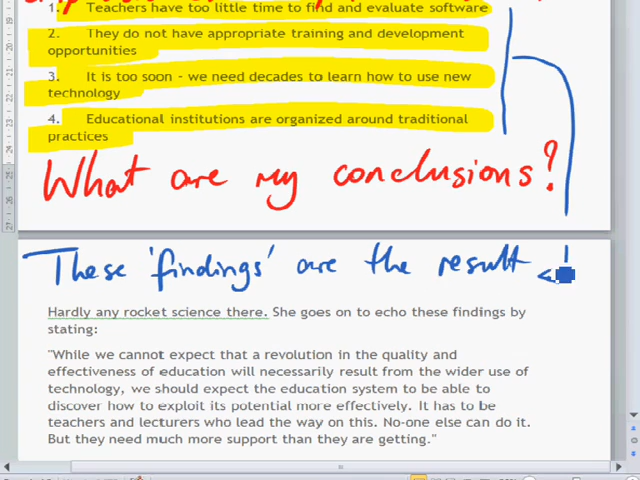 1. Teachers have too little time to find and evaluate software
2. They do not have appropriate training and development
opportunities
3. It is too soon - we need decades to learn how to use new
technology
4. Educational institutions are organized around traditional
practices
What are my conclusions?
These 'findings' are the result
Hardly any rocket science there. She goes on to echo these findings by
stating:
"While we cannot expect that a revolution in the quality and
effectiveness of education will necessarily result from the wider use of
technology, we should expect the education system to be able to
discover how to exploit its potential more effectively. It has to be
teachers and lecturers who lead the way on this. No-one else can do it.
But they need much more support than they are getting."